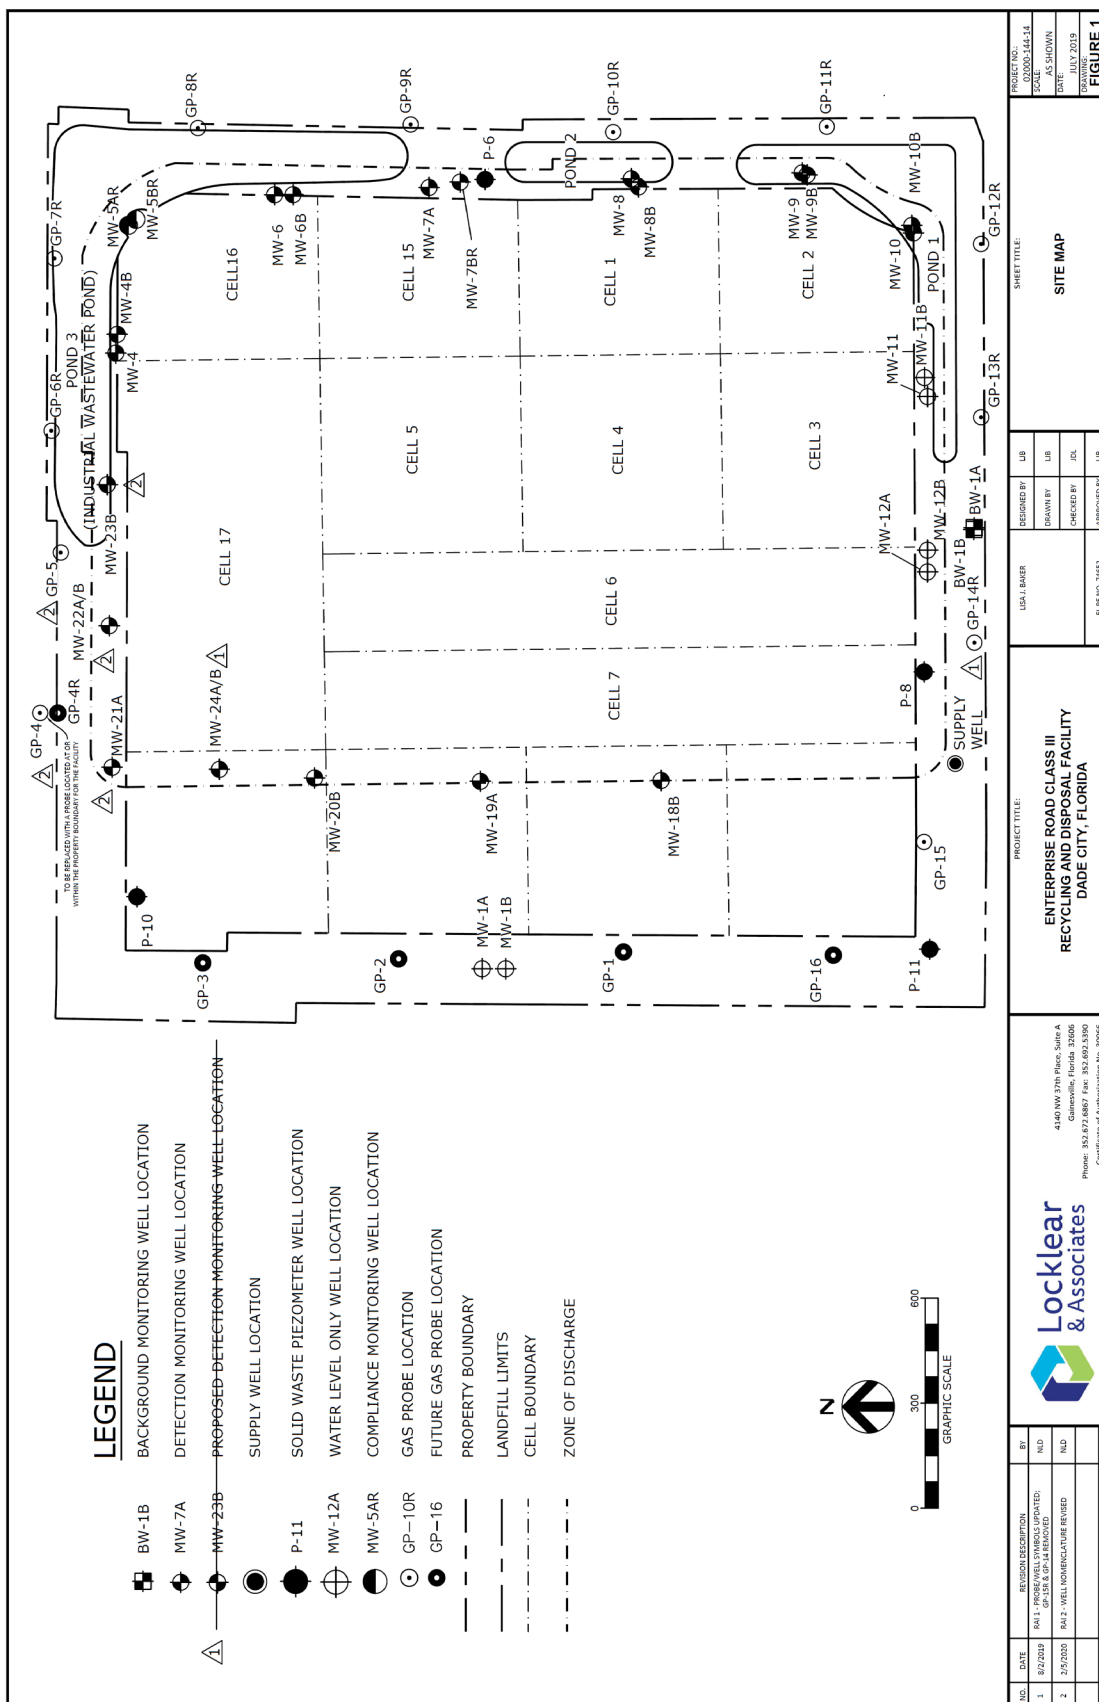 LEGEND
BW-1B BACKGROUND MONITORING WELL LOCATION
MW-7A DETECTION MONITORING WELL LOCATION
1 MW-23B PROPOSED DETECTION MONITORING WELL LOCATION
SUPPLY WELL LOCATION
P-11 SOLID WASTE PIEZOMETER WELL LOCATION
MW-12A WATER LEVEL ONLY WELL LOCATION
MW-5AR COMPLIANCE MONITORING WELL LOCATION
GP-10R GAS PROBE LOCATION
GP-16 FUTURE GAS PROBE LOCATION
PROPERTY BOUNDARY
LANDFILL LIMITS
CELL BOUNDARY
ZONE OF DISCHARGE
N
0 300 600
GRAPHIC SCALE
2
GP-4
GP-4R
TO BE REPLACED WITH A PROBE LOCATED AT OR
WITHIN THE PROPERTY BOUNDARY FOR THE FACILITY
2
GP-5
GP-6R
GP-7R
GP-8R
GP-9R
GP-10R
GP-11R
GP-12R
GP-13R
GP-14R
1
GP-15
GP-16
GP-1
GP-2
GP-3
P-10
P-11
P-8
P-6
2
MW-21A
2
MW-22A/B
2
MW-23B
MW-24A/B
1
MW-20B
MW-19A
MW-18B
MW-1A
MW-1B
MW-4
MW-4B
MW-5AR
MW-5BR
MW-6
MW-6B
MW-7A
MW-7BR
MW-8
MW-8B
MW-9
MW-9B
MW-10
MW-10B
MW-11
MW-11B
MW-12A
MW-12B
BW-1B
BW-1A
SUPPLY
WELL
POND 3
(INDUSTRIAL WASTEWATER POND)
POND 2
POND 1
CELL16
CELL 15
CELL 1
CELL 2
CELL 5
CELL 4
CELL 3
CELL 17
CELL 6
CELL 7
NO. DATE REVISION DESCRIPTION BY
1 8/2/2019 RAI 1 - PROBE/WELL SYMBOLS UPDATED; NLD
GP-15R & GP-14 REMOVED
2 2/5/2020 RAI 2 - WELL NOMENCLATURE REVISED NLD
Locklear
& Associates
4140 NW 37th Place, Suite A
Gainesville, Florida 32606
Phone: 352.672.6867 Fax: 352.692.5390
PROJECT TITLE:
ENTERPRISE ROAD CLASS III
RECYCLING AND DISPOSAL FACILITY
DADE CITY, FLORIDA
LISA J. BAKER
DESIGNED BY LJB
DRAWN BY LJB
CHECKED BY JDL
SHEET TITLE:
SITE MAP
PROJECT NO.:
02000-144-14
SCALE:
AS SHOWN
DATE:
JULY 2019
DRAWING:
FIGURE 1